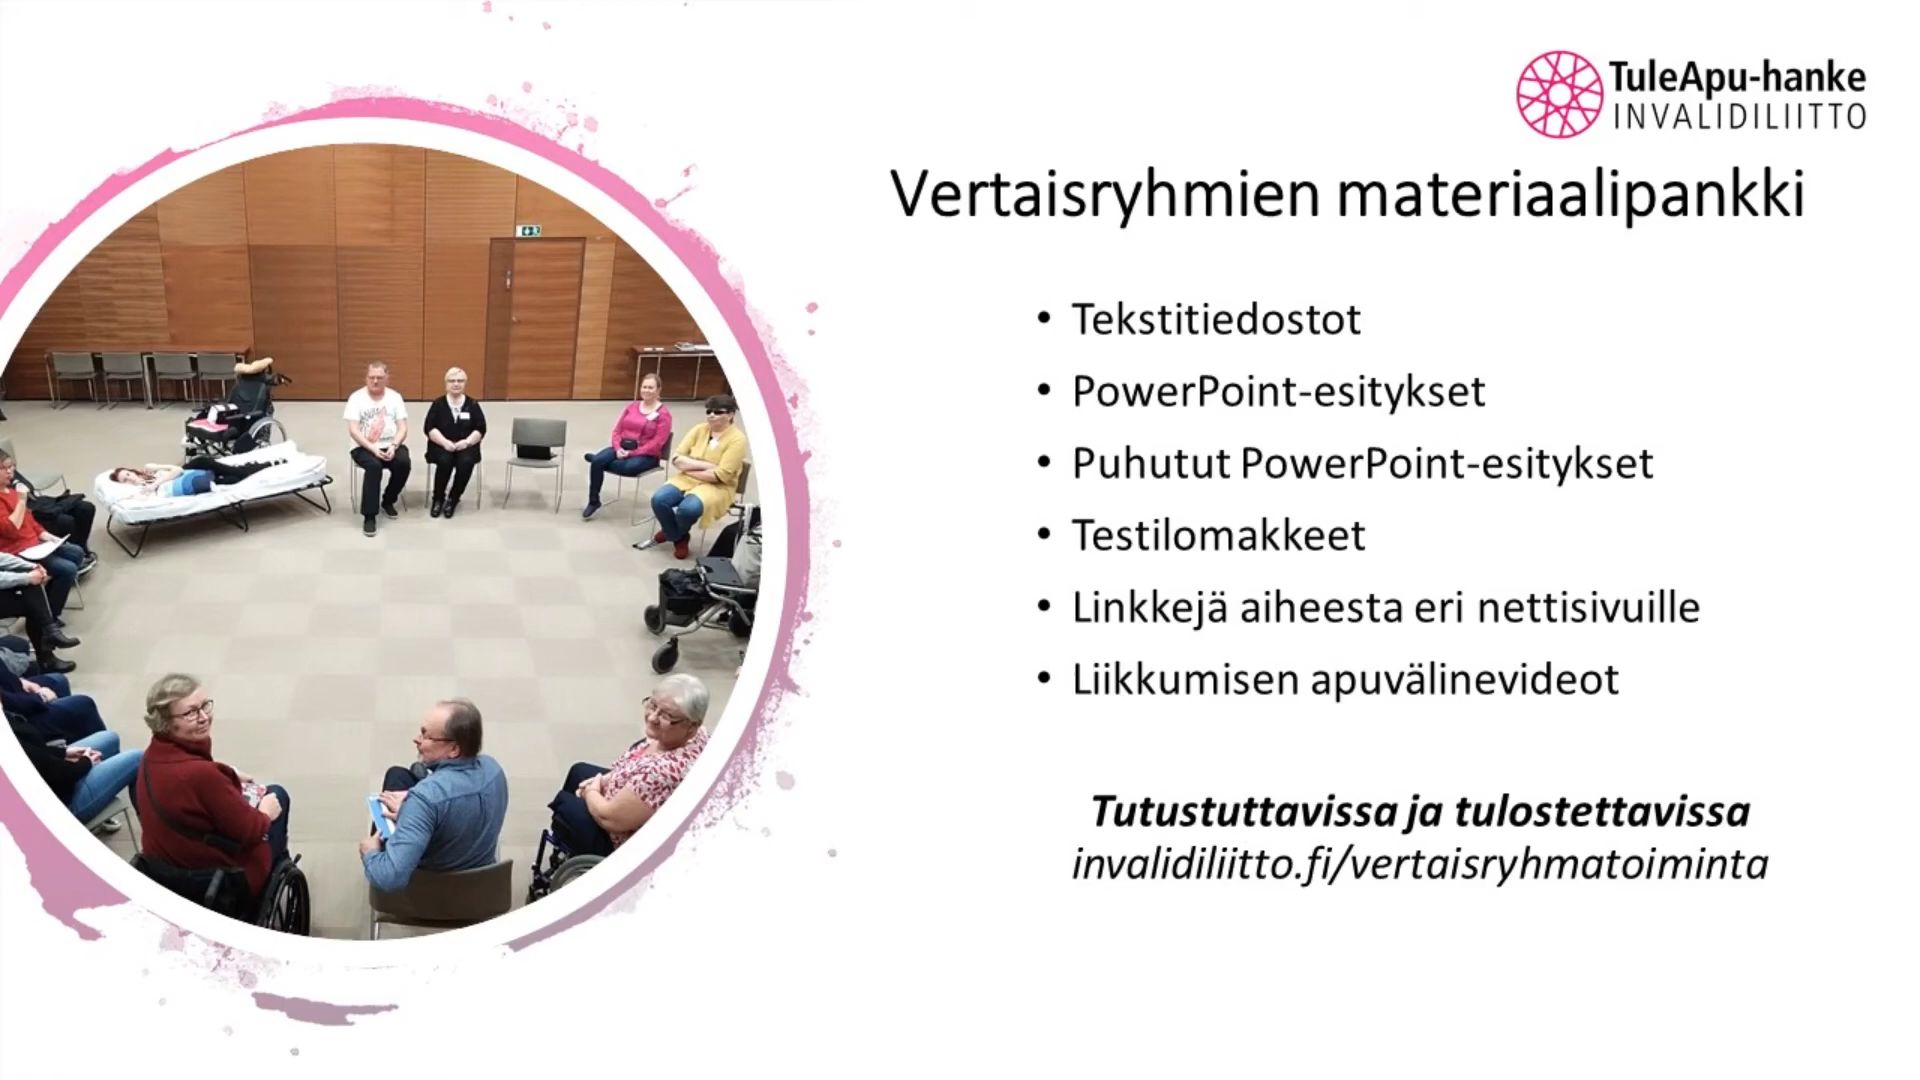 TuleApu-hanke
INVALIDILIITTO
Vertaisryhmien materiaalipankki
• Tekstitiedostot
• PowerPoint-esitykset
• Puhutut PowerPoint-esitykset
• Testilomakkeet
• Linkkejä aiheesta eri nettisivuille
• Liikkumisen apuvälinevideot
Tutustuttavissa ja tulostettavissa
invalidiliitto.fi/vertaisryhmatoiminta